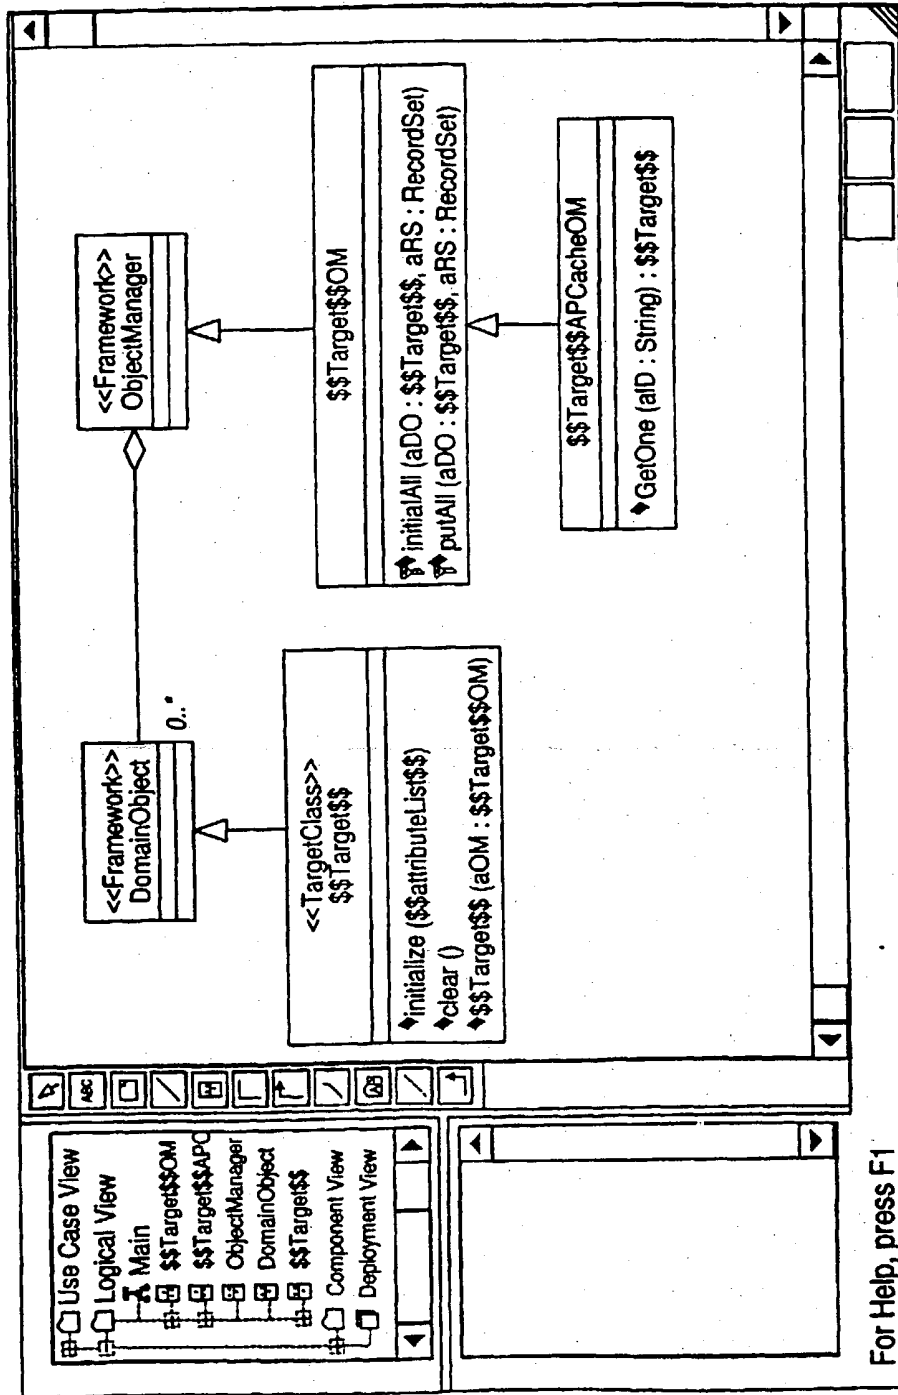 Use Case View
Logical View
Main
$$Target$$OM
$$Target$$APC
ObjectManager
DomainObject
$$Target$$
Component View
Deployment View
ABC
<<Framework>>
DomainObject
0..*
<<Framework>>
ObjectManager
<<TargetClass>>
$$Target$$
initialize ($$attributeList$$)
clear ()
$$Target$$ (aOM : $$Target$$OM)
$$Target$$OM
initialAll (aDO : $$Target$$, aRS : RecordSet)
putAll (aDO : $$Target$$, aRS : RecordSet)
$$Target$$APCacheOM
GetOne (aID : String) : $$Target$$
For Help, press F1